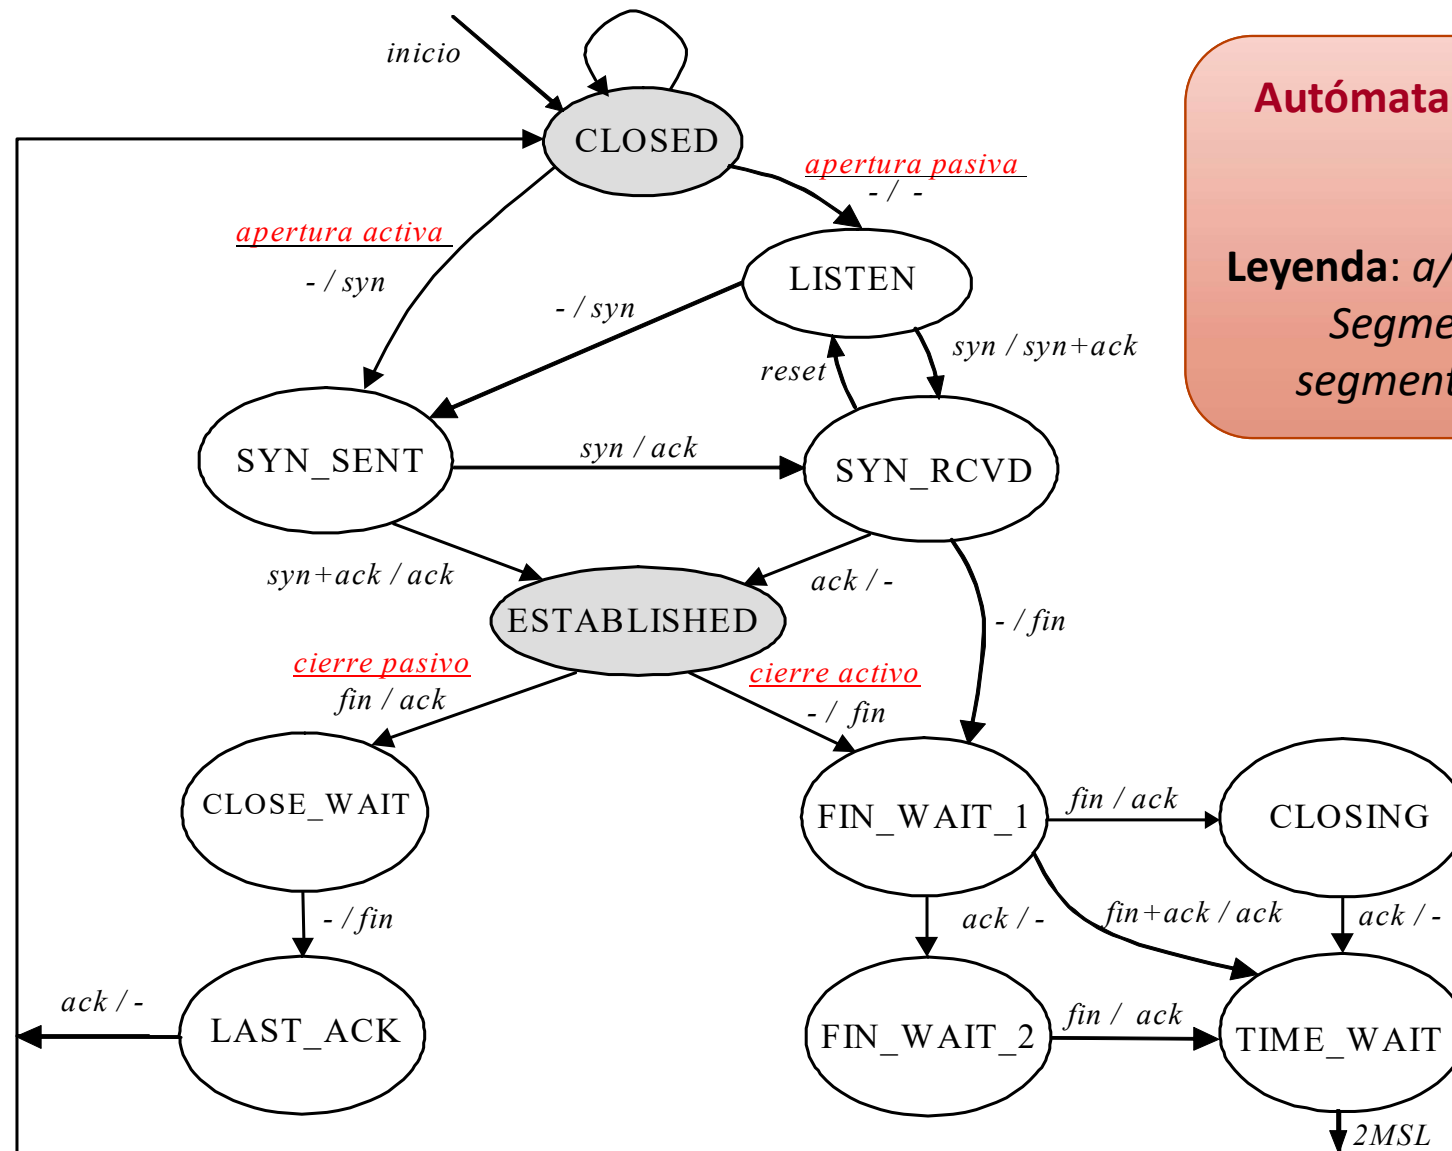 inicio
CLOSED
apertura pasiva
- / -
apertura activa
- / syn
LISTEN
- / syn
syn / syn+ack
reset
SYN_SENT
syn / ack
SYN_RCVD
syn+ack / ack
ack / -
ESTABLISHED
- / fin
cierre pasivo
fin / ack
cierre activo
- / fin
CLOSE_WAIT
FIN_WAIT_1
fin / ack
CLOSING
- / fin
ack / -
fin+ack / ack
ack / -
ack / -
LAST_ACK
FIN_WAIT_2
fin / ack
TIME_WAIT
2MSL
Autómata
Leyenda: a/
Segme
segment